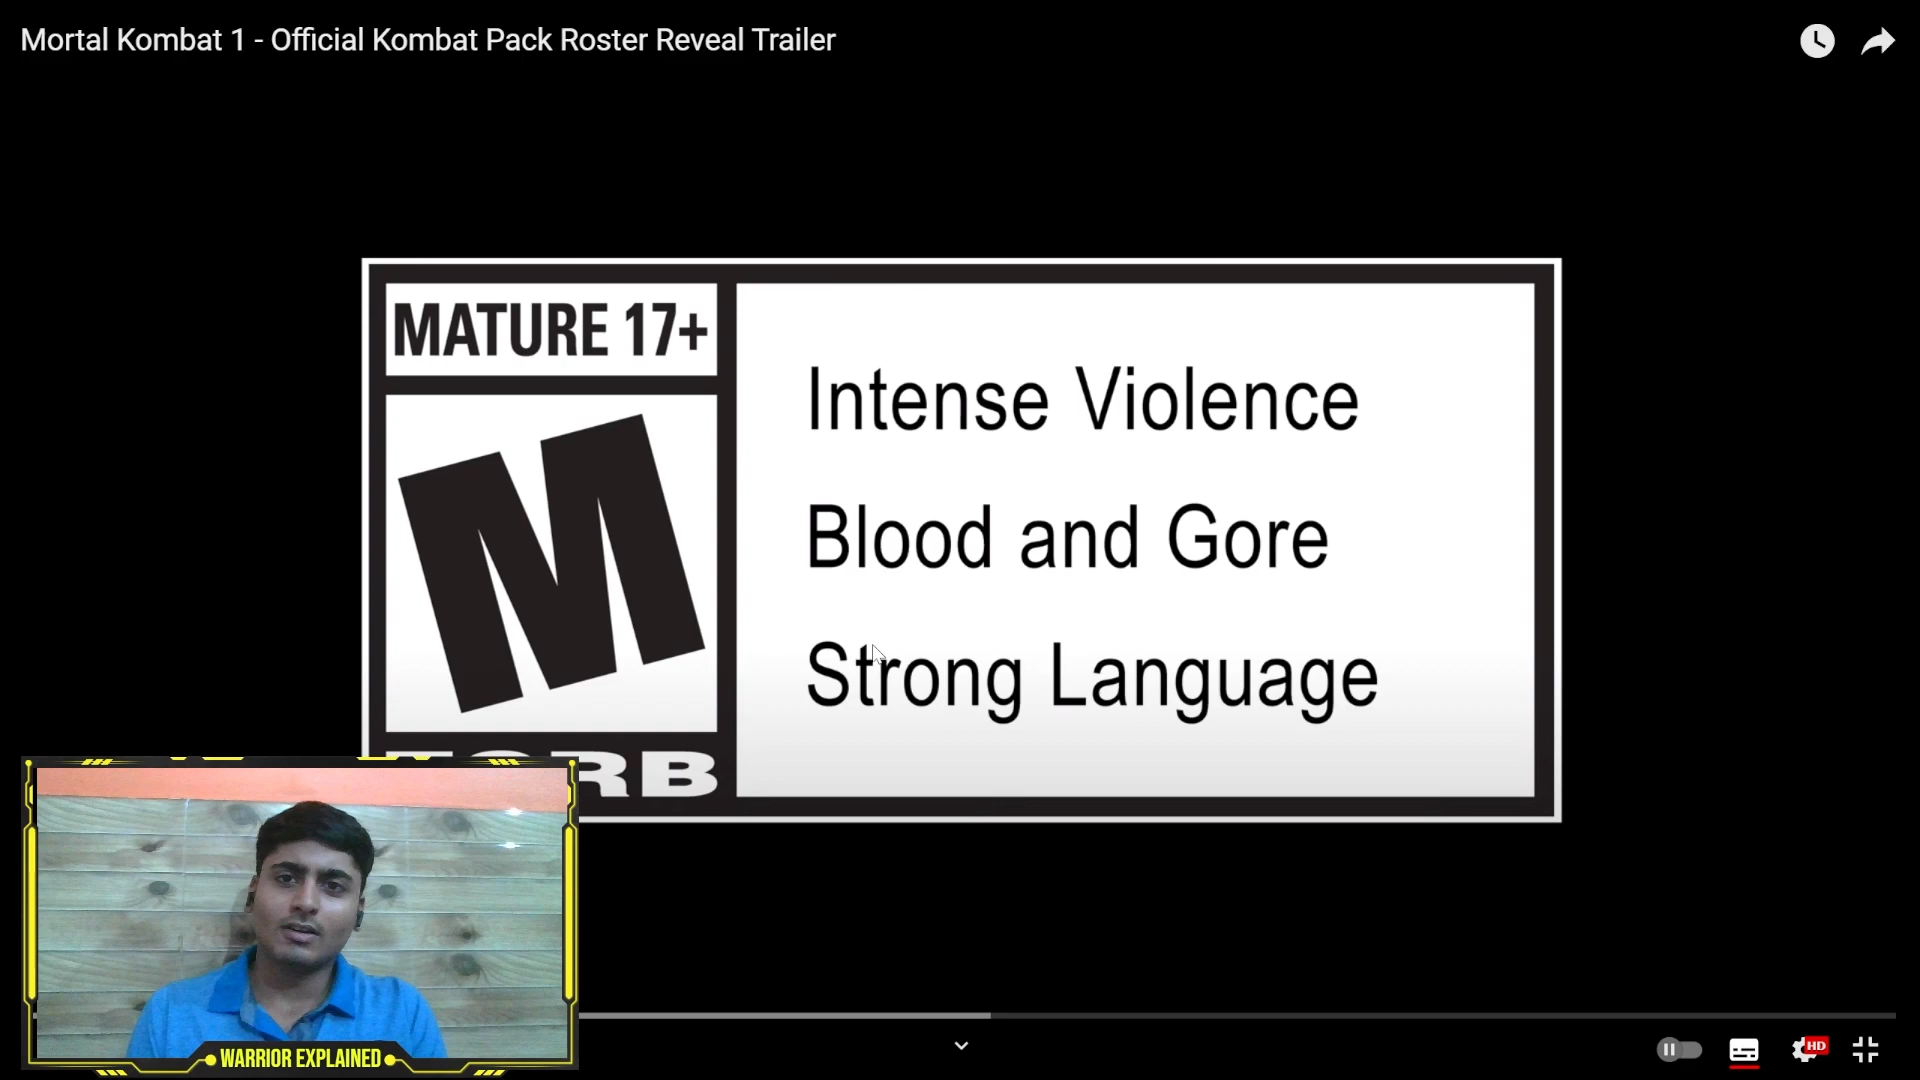 Mortal Kombat 1 - Official Kombat Pack Roster Reveal Trailer
MATURE 17+
M
Intense Violence
Blood and Gore
Strong Language
WARRIOR EXPLAINED
HD